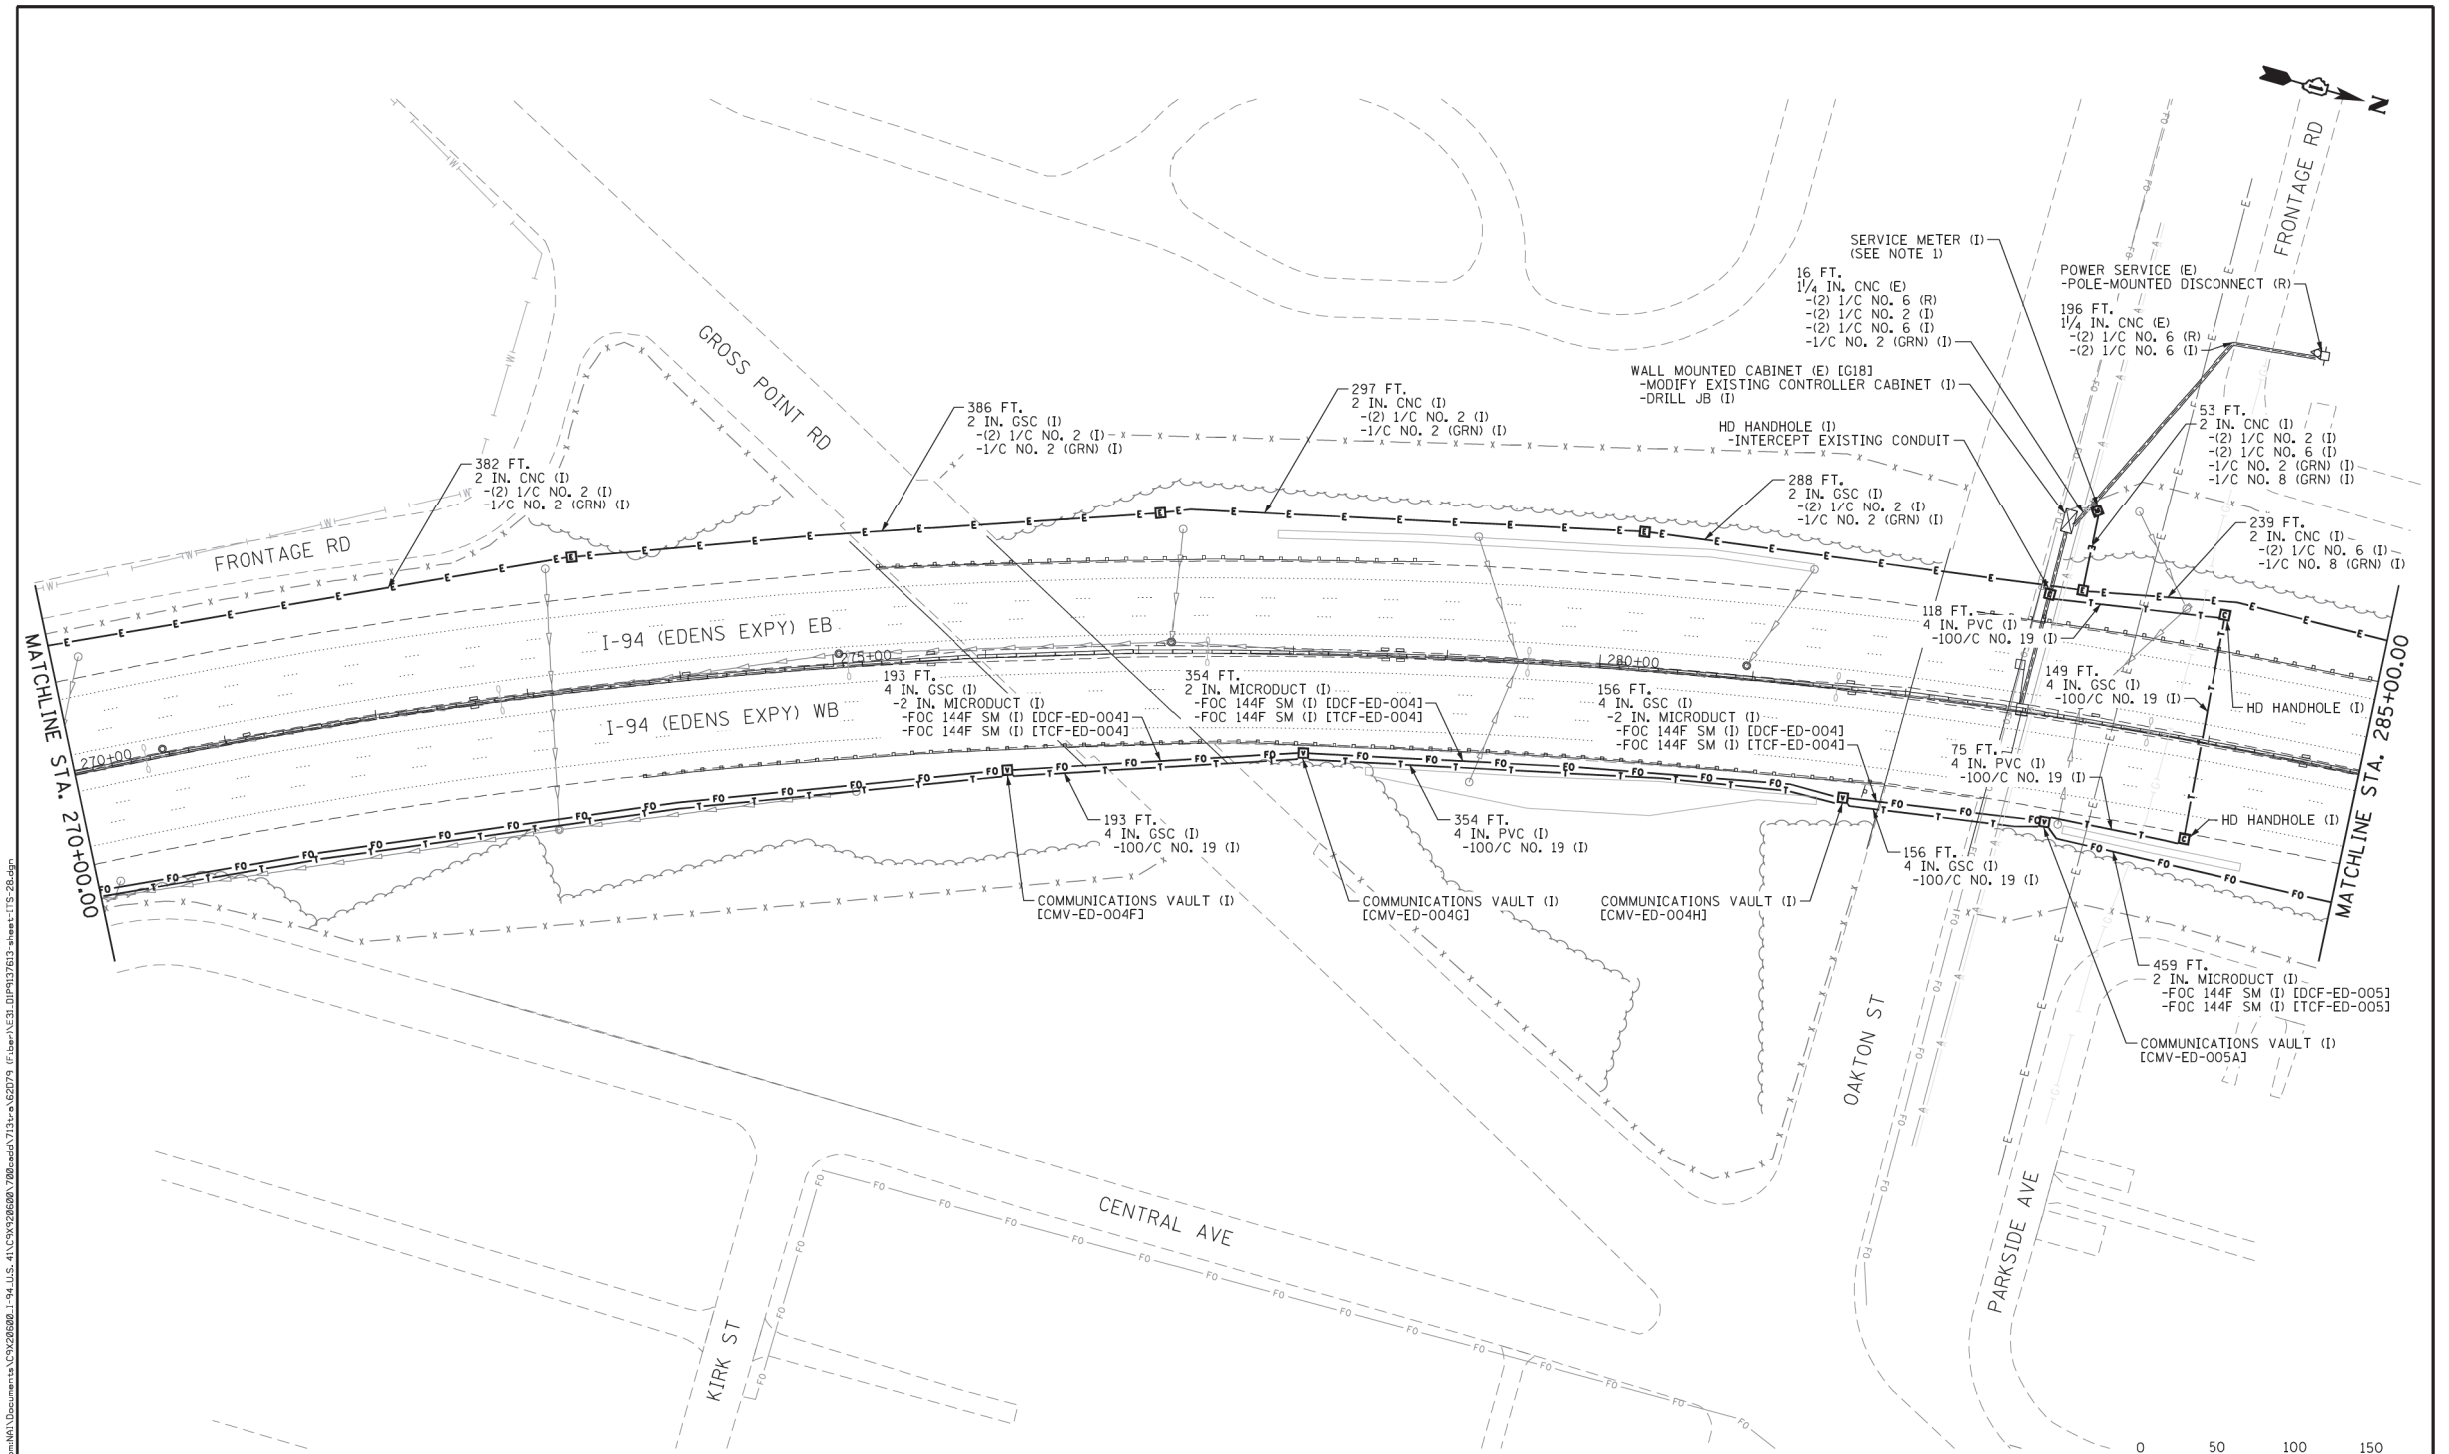 N
FRONTAGE RD
SERVICE METER (I)
(SEE NOTE 1)
16 FT.
1 1/4 IN. CNC (E)
-(2) 1/C NO. 6 (R)
-(2) 1/C NO. 2 (I)
-(2) 1/C NO. 6 (I)
-1/C NO. 2 (GRN) (I)
POWER SERVICE (E)
-POLE-MOUNTED DISCONNECT (R)
196 FT.
1 1/4 IN. CNC (E)
-(2) 1/C NO. 6 (R)
-(2) 1/C NO. 6 (I)
WALL MOUNTED CABINET (E) [G18]
-MODIFY EXISTING CONTROLLER CABINET (I)
-DRILL JB (I)
HD HANDHOLE (I)
-INTERCEPT EXISTING CONDUIT
53 FT.
2 IN. CNC (I)
-(2) 1/C NO. 2 (I)
-(2) 1/C NO. 6 (I)
-1/C NO. 2 (GRN) (I)
-1/C NO. 8 (GRN) (I)
GROSS POINT RD
386 FT.
2 IN. GSC (I)
-(2) 1/C NO. 2 (I)
-1/C NO. 2 (GRN) (I)
297 FT.
2 IN. CNC (I)
-(2) 1/C NO. 2 (I)
-1/C NO. 2 (GRN) (I)
382 FT.
2 IN. CNC (I)
-(2) 1/C NO. 2 (I)
-1/C NO. 2 (GRN) (I)
288 FT.
2 IN. GSC (I)
-(2) 1/C NO. 2 (I)
-1/C NO. 2 (GRN) (I)
239 FT.
2 IN. CNC (I)
-(2) 1/C NO. 6 (I)
-1/C NO. 8 (GRN) (I)
FRONTAGE RD
118 FT.
4 IN. PVC (I)
-100/C NO. 19 (I)
I-94 (EDENS EXPY) EB
275+00
280+00
270+00
I-94 (EDENS EXPY) WB
193 FT.
4 IN. GSC (I)
-2 IN. MICRODUCT (I)
-FOC 144F SM (I) [DCF-ED-004]
-FOC 144F SM (I) [TCF-ED-004]
354 FT.
2 IN. MICRODUCT (I)
-FOC 144F SM (I) [DCF-ED-004]
-FOC 144F SM (I) [TCF-ED-004]
156 FT.
4 IN. GSC (I)
-2 IN. MICRODUCT (I)
-FOC 144F SM (I) [DCF-ED-004]
-FOC 144F SM (I) [TCF-ED-004]
149 FT.
4 IN. GSC (I)
-100/C NO. 19 (I)
HD HANDHOLE (I)
75 FT.
4 IN. PVC (I)
-100/C NO. 19 (I)
HD HANDHOLE (I)
MATCHLINE STA. 270+00.00
MATCHLINE STA. 285+00.00
193 FT.
4 IN. GSC (I)
-100/C NO. 19 (I)
354 FT.
4 IN. PVC (I)
-100/C NO. 19 (I)
156 FT.
4 IN. GSC (I)
-100/C NO. 19 (I)
COMMUNICATIONS VAULT (I)
[CMV-ED-004F]
COMMUNICATIONS VAULT (I)
[CMV-ED-004G]
COMMUNICATIONS VAULT (I)
[CMV-ED-004H]
459 FT.
2 IN. MICRODUCT (I)
-FOC 144F SM (I) [DCF-ED-005]
-FOC 144F SM (I) [TCF-ED-005]
COMMUNICATIONS VAULT (I)
[CMV-ED-005A]
OAKTON ST
PARKSIDE AVE
CENTRAL AVE
KIRK ST
0 50 100 150